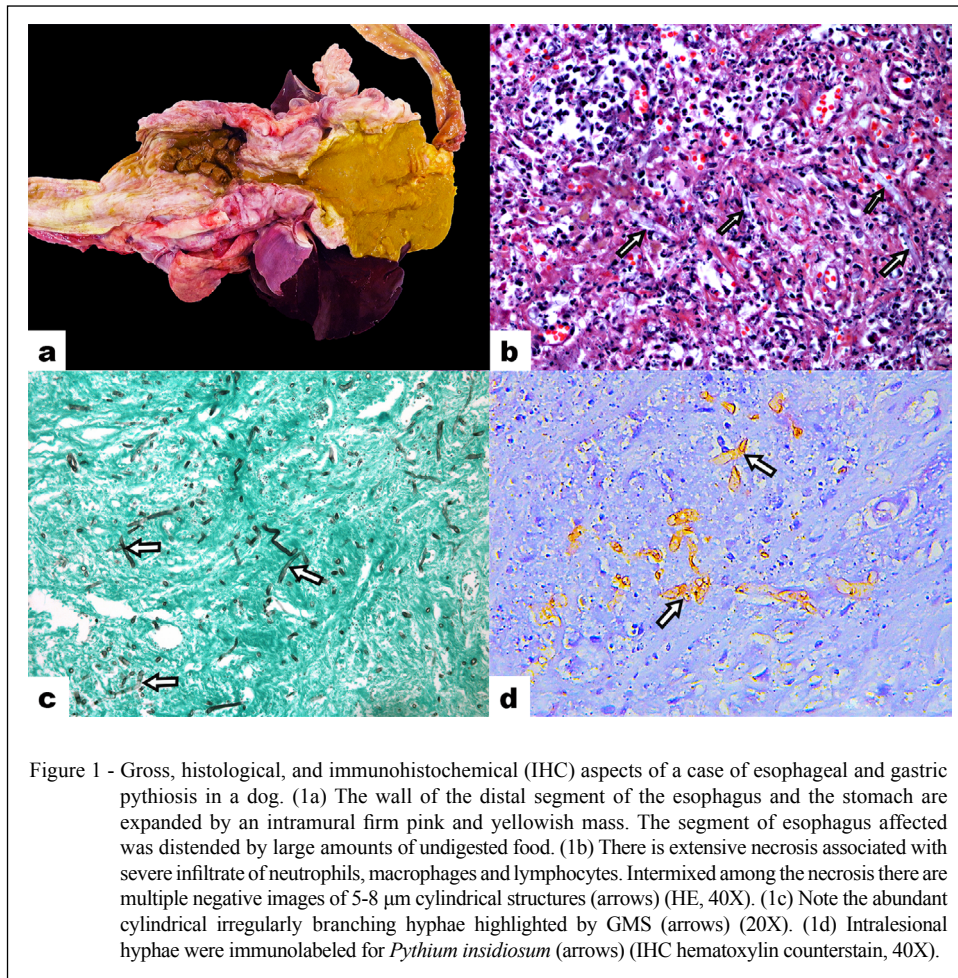 a
b
c
d
Figure 1 - Gross, histological, and immunohistochemical (IHC) aspects of a case of esophageal and gastric
pythiosis in a dog. (1a) The wall of the distal segment of the esophagus and the stomach are
expanded by an intramural firm pink and yellowish mass. The segment of esophagus affected
was distended by large amounts of undigested food. (1b) There is extensive necrosis associated with
severe infiltrate of neutrophils, macrophages and lymphocytes. Intermixed among the necrosis there are
multiple negative images of 5-8 μm cylindrical structures (arrows) (HE, 40X). (1c) Note the abundant
cylindrical irregularly branching hyphae highlighted by GMS (arrows) (20X). (1d) Intralesional
hyphae were immunolabeled for Pythium insidiosum (arrows) (IHC hematoxylin counterstain, 40X).